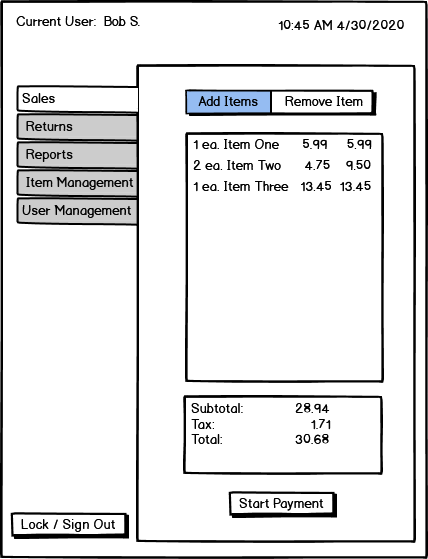 Current User: Bob S.
10:45 AM 4/30/2020
Sales
Returns
Reports
Item Management
User Management
Add Items
Remove Item
1 ea. Item One 5.99 5.99
2 ea. Item Two 4.75 9.50
1 ea. Item Three 13.45 13.45
Subtotal: 28.94
Tax: 1.71
Total: 30.68
Start Payment
Lock / Sign Out